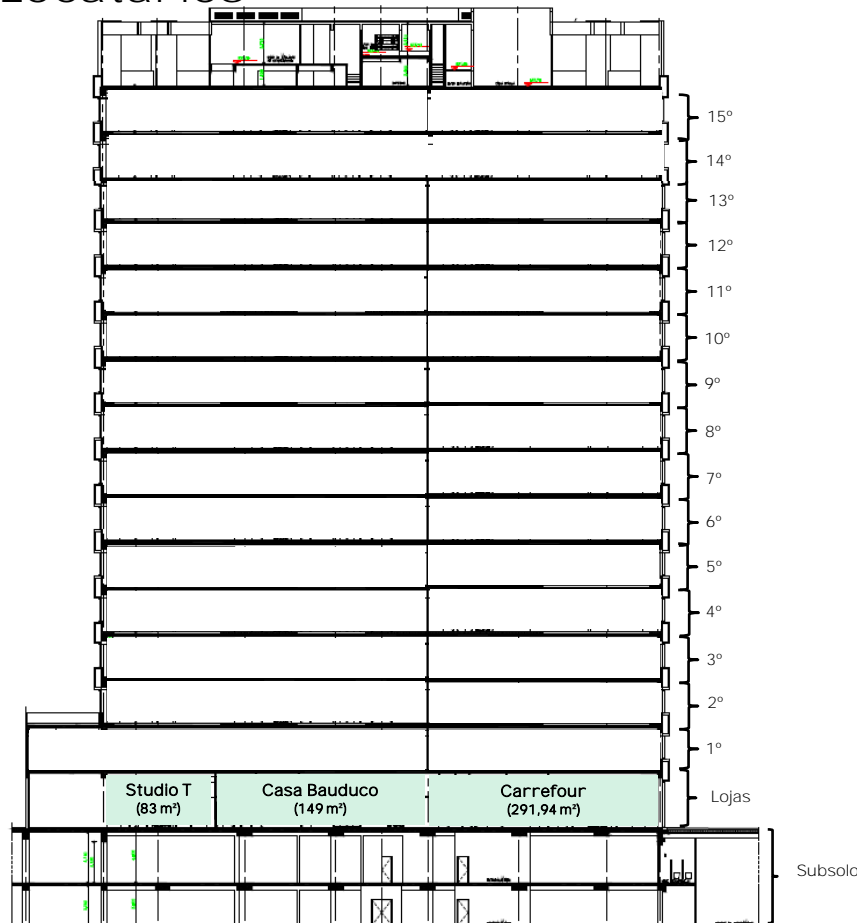 15º
14º
13º
12º
11º
10º
9º
8º
7º
6º
5º
4º
3º
2º
1º
Studio T
(83 m²)
Casa Bauduco
(149 m²)
Carrefour
(291,94 m²)
Lojas
Subsolo